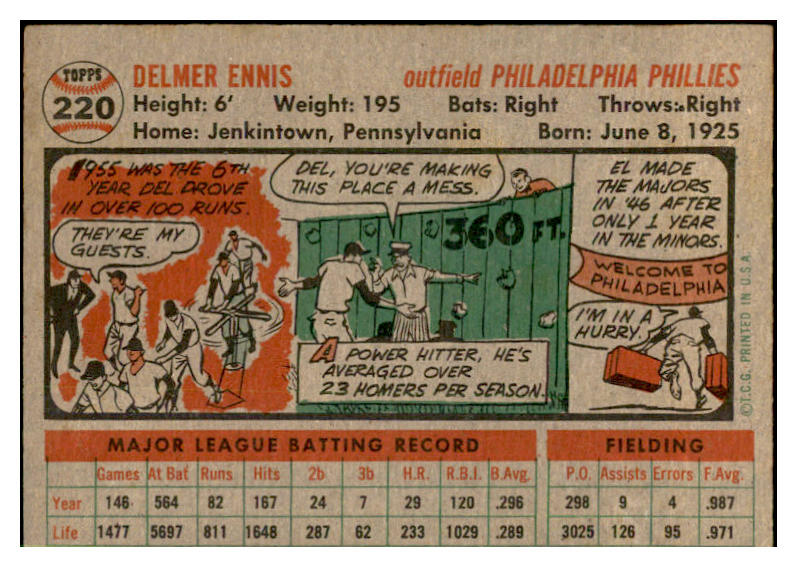 TOPPS
220
DELMER ENNIS outfield PHILADELPHIA PHILLIES
Height: 6' Weight: 195 Bats: Right Throws: Right
Home: Jenkintown, Pennsylvania Born: June 8, 1925
1955 WAS THE 6TH
YEAR DEL DROVE
IN OVER 100 RUNS.
THEY'RE MY
GUESTS.
DEL, YOU'RE MAKING
THIS PLACE A MESS.
360 FT.
A POWER HITTER, HE'S
AVERAGED OVER
23 HOMERS PER SEASON.
EL MADE
THE MAJORS
IN '46 AFTER
ONLY 1 YEAR
IN THE MINORS.
WELCOME TO
PHILADELPHIA
I'M IN A
HURRY.
©T.C.G. PRINTED IN U.S.A.
MAJOR LEAGUE BATTING RECORD FIELDING
Games At Bat Runs Hits 2b 3b H.R. R.B.I. B.Avg. P.O. Assists Errors F.Avg.
Year 146 564 82 167 24 7 29 120 .296 298 9 4 .987
Life 1477 5697 811 1648 287 62 233 1029 .289 3025 126 95 .971